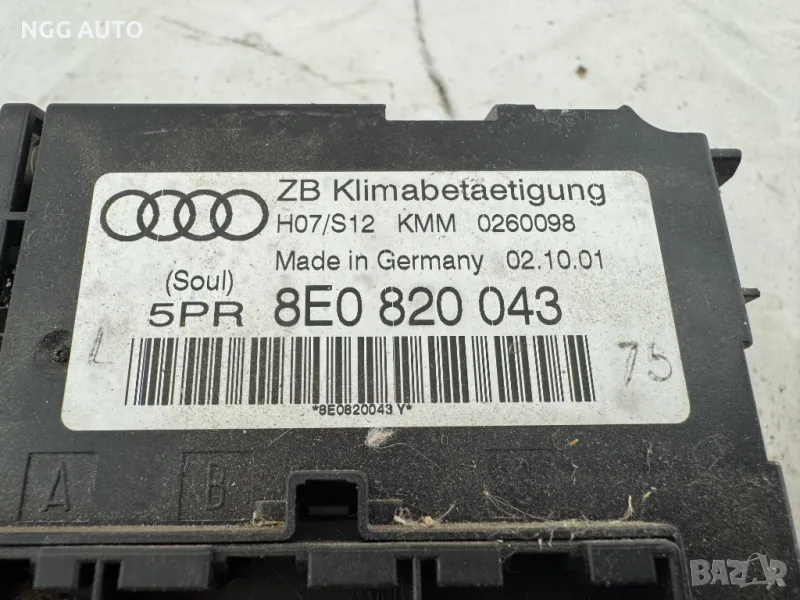 NGG AUTO
ZB Klimabetaetigung
H07/S12 KMM 0260098
Made in Germany 02.10.01
(Soul)
5PR 8E0 820 043
L
75
*8E0820043 Y*
A B C
BAZAR